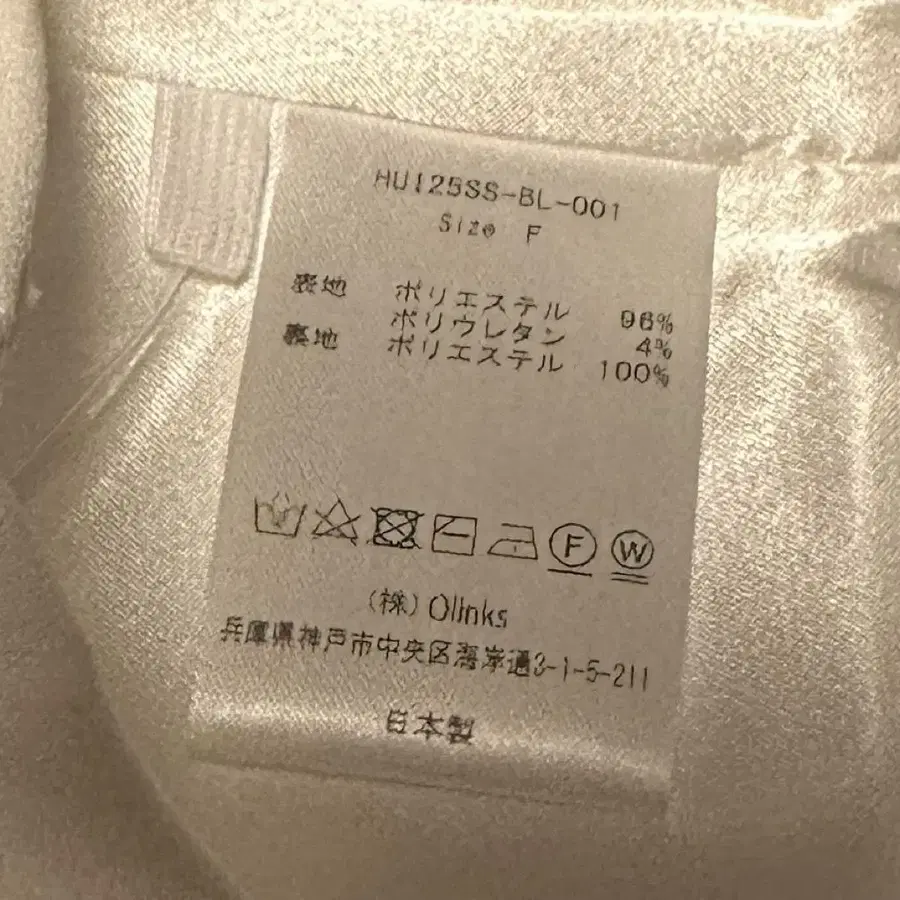 HUI25SS-BL-001
Size F
表地 ポリエステル 96%
ポリウレタン 4%
裏地 ポリエステル 100%
F W
(株)Olinks
兵庫県神戸市中央区海岸通3-1-5-211
日本製